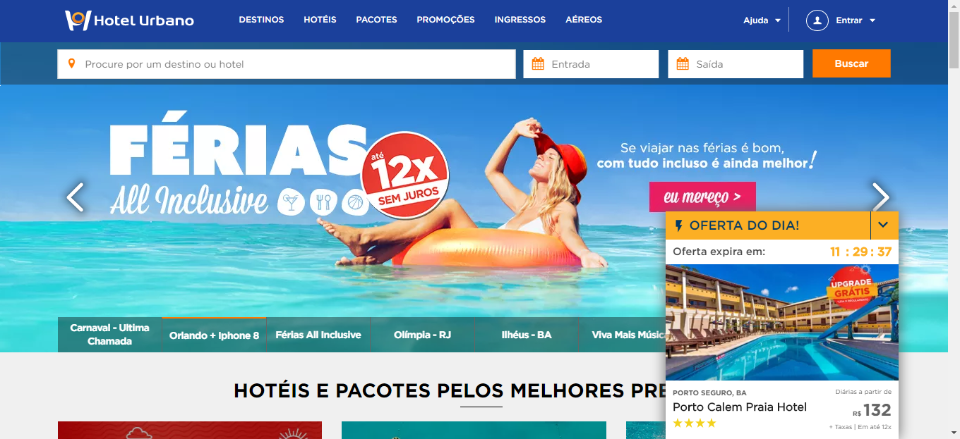 Hotel Urbano
DESTINOS HOTÉIS PACOTES PROMOÇÕES INGRESSOS AÉREOS
Ajuda Entrar
Procure por um destino ou hotel
Entrada
Saída
Buscar
FÉRIAS
All Inclusive
até
12X
SEM JUROS
Se viajar nas férias é bom,
com tudo incluso é ainda melhor!
eu mereço >
OFERTA DO DIA!
Oferta expira em: 11 : 29 : 37
UPGRADE
GRÁTIS
Carnaval - Ultima
Chamada
Orlando + Iphone 8
Férias All Inclusive
Olímpia - RJ
Ilhéus - BA
Viva Mais Músic
HOTÉIS E PACOTES PELOS MELHORES PRE
PORTO SEGURO, BA
Diárias a partir de
Porto Calem Praia Hotel
R$ 132
+ Taxas | Em até 12x